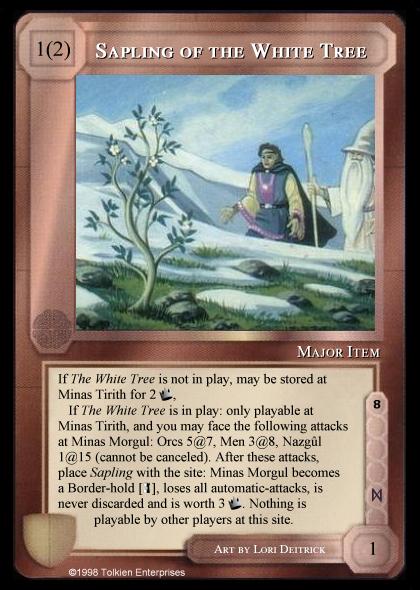 1(2) Sapling of the White Tree
Major Item
If The White Tree is not in play, may be stored at
Minas Tirith for 2 ,
If The White Tree is in play: only playable at
Minas Tirith, and you may face the following attacks
at Minas Morgul: Orcs 5@7, Men 3@8, Nazgûl
1@15 (cannot be canceled). After these attacks,
place Sapling with the site: Minas Morgul becomes
a Border-hold [ ], loses all automatic-attacks, is
never discarded and is worth 3 . Nothing is
playable by other players at this site.
8
Art by Lori Deitrick
1
©1998 Tolkien Enterprises